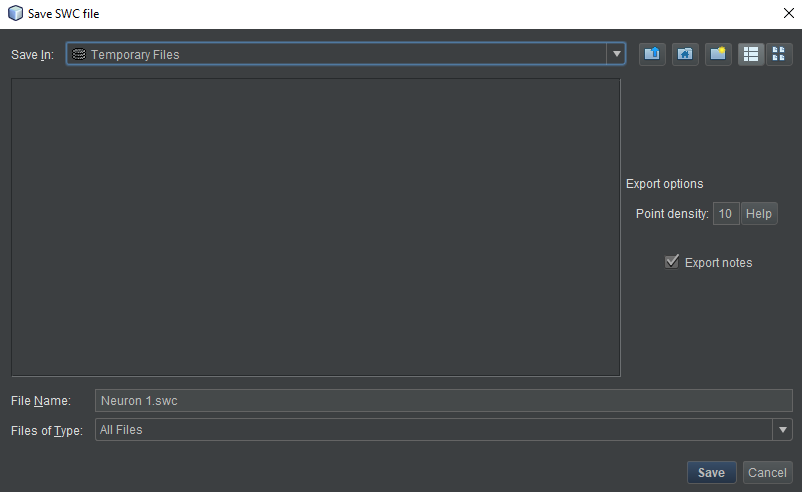 Save SWC file
Save In: Temporary Files
Export options
Point density: 10 Help
Export notes
File Name: Neuron 1.swc
Files of Type: All Files
Save Cancel